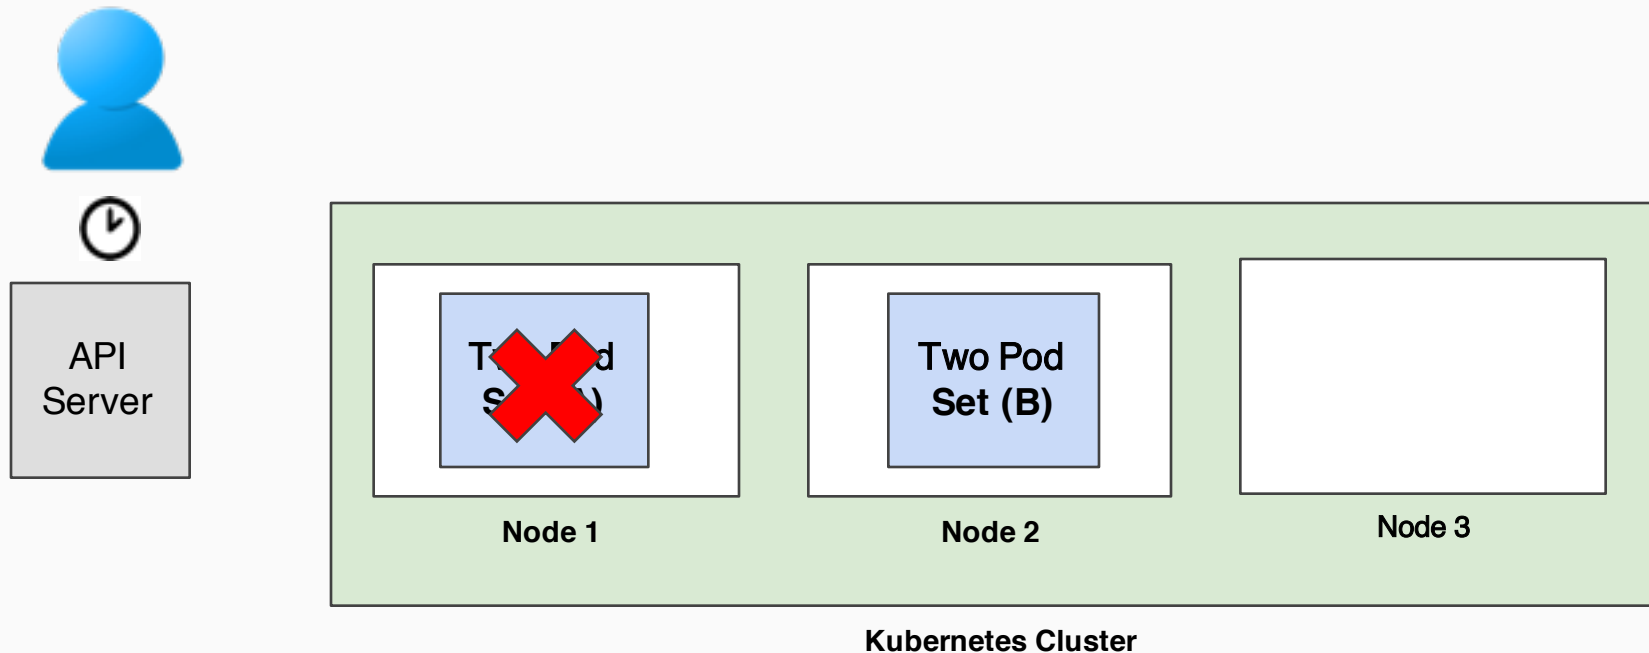 API
Server
Two Pod
Set (B)
Node 1
Node 2
Node 3
Kubernetes Cluster